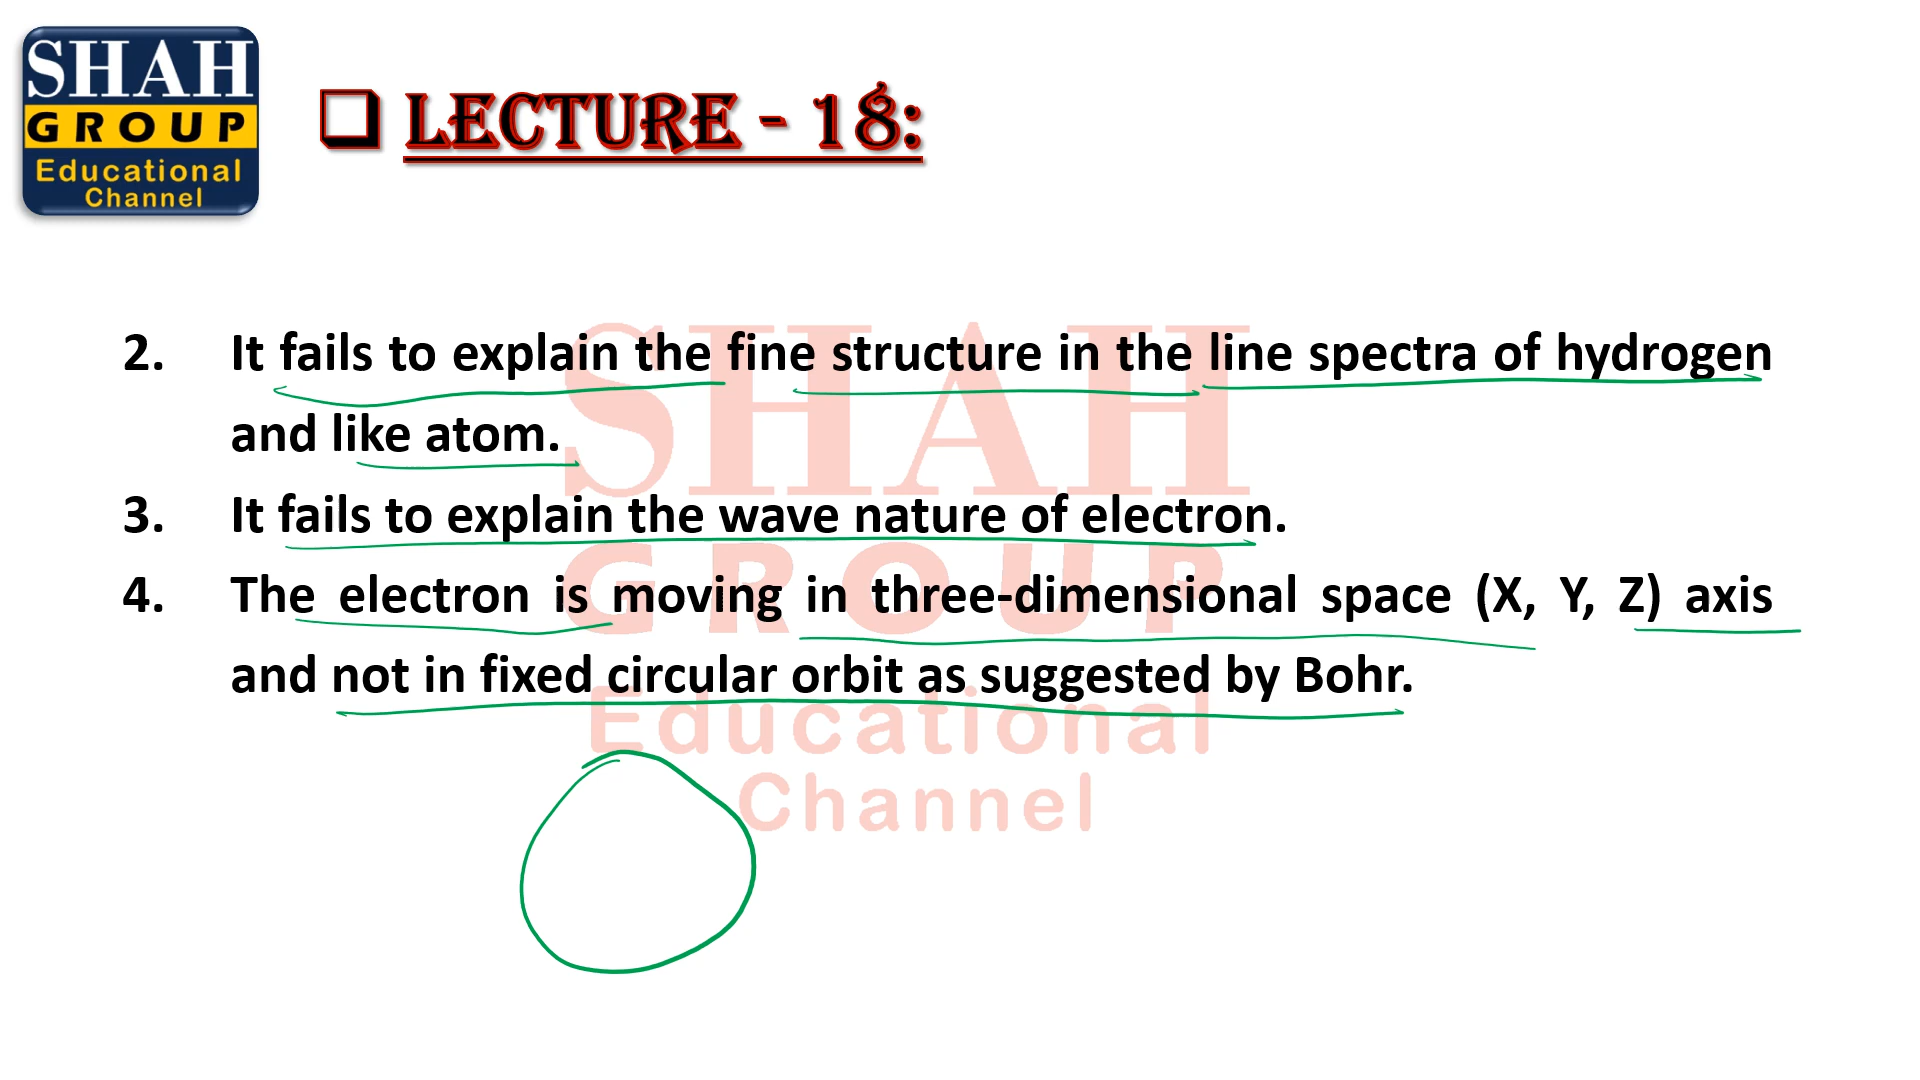 SHAH
GROUP
Educational
Channel
LECTURE - 18:
2. It fails to explain the fine structure in the line spectra of hydrogen
and like atom.
3. It fails to explain the wave nature of electron.
4. The electron is moving in three-dimensional space (X, Y, Z) axis
and not in fixed circular orbit as suggested by Bohr.
SHAH
GROUP
Educational
Channel